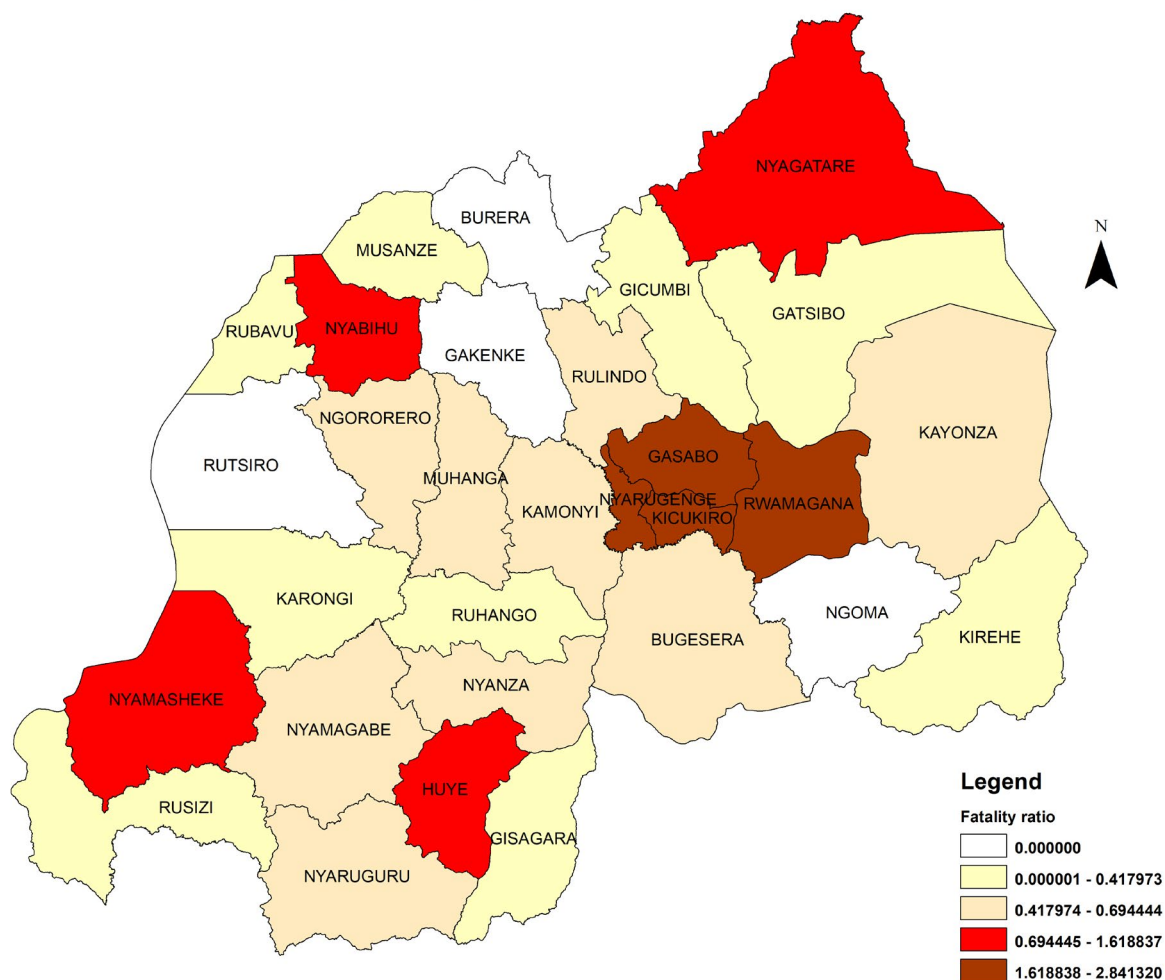 NYAGATARE
BURERA
MUSANZE
N
GICUMBI
GATSIBO
RUBAVU
NYABIHU
GAKENKE
RULINDO
NGORORERO
KAYONZA
GASABO
RUTSIRO
MUHANGA
NYARUGENGE
RWAMAGANA
KAMONYI
KICUKIRO
KARONGI
RUHANGO
NGOMA
BUGESERA
KIREHE
NYANZA
NYAMASHEKE
NYAMAGABE
HUYE
RUSIZI
GISAGARA
NYARUGURU
Legend
Fatality ratio
0.000000
0.000001 - 0.417973
0.417974 - 0.694444
0.694445 - 1.618837
1.618838 - 2.841320